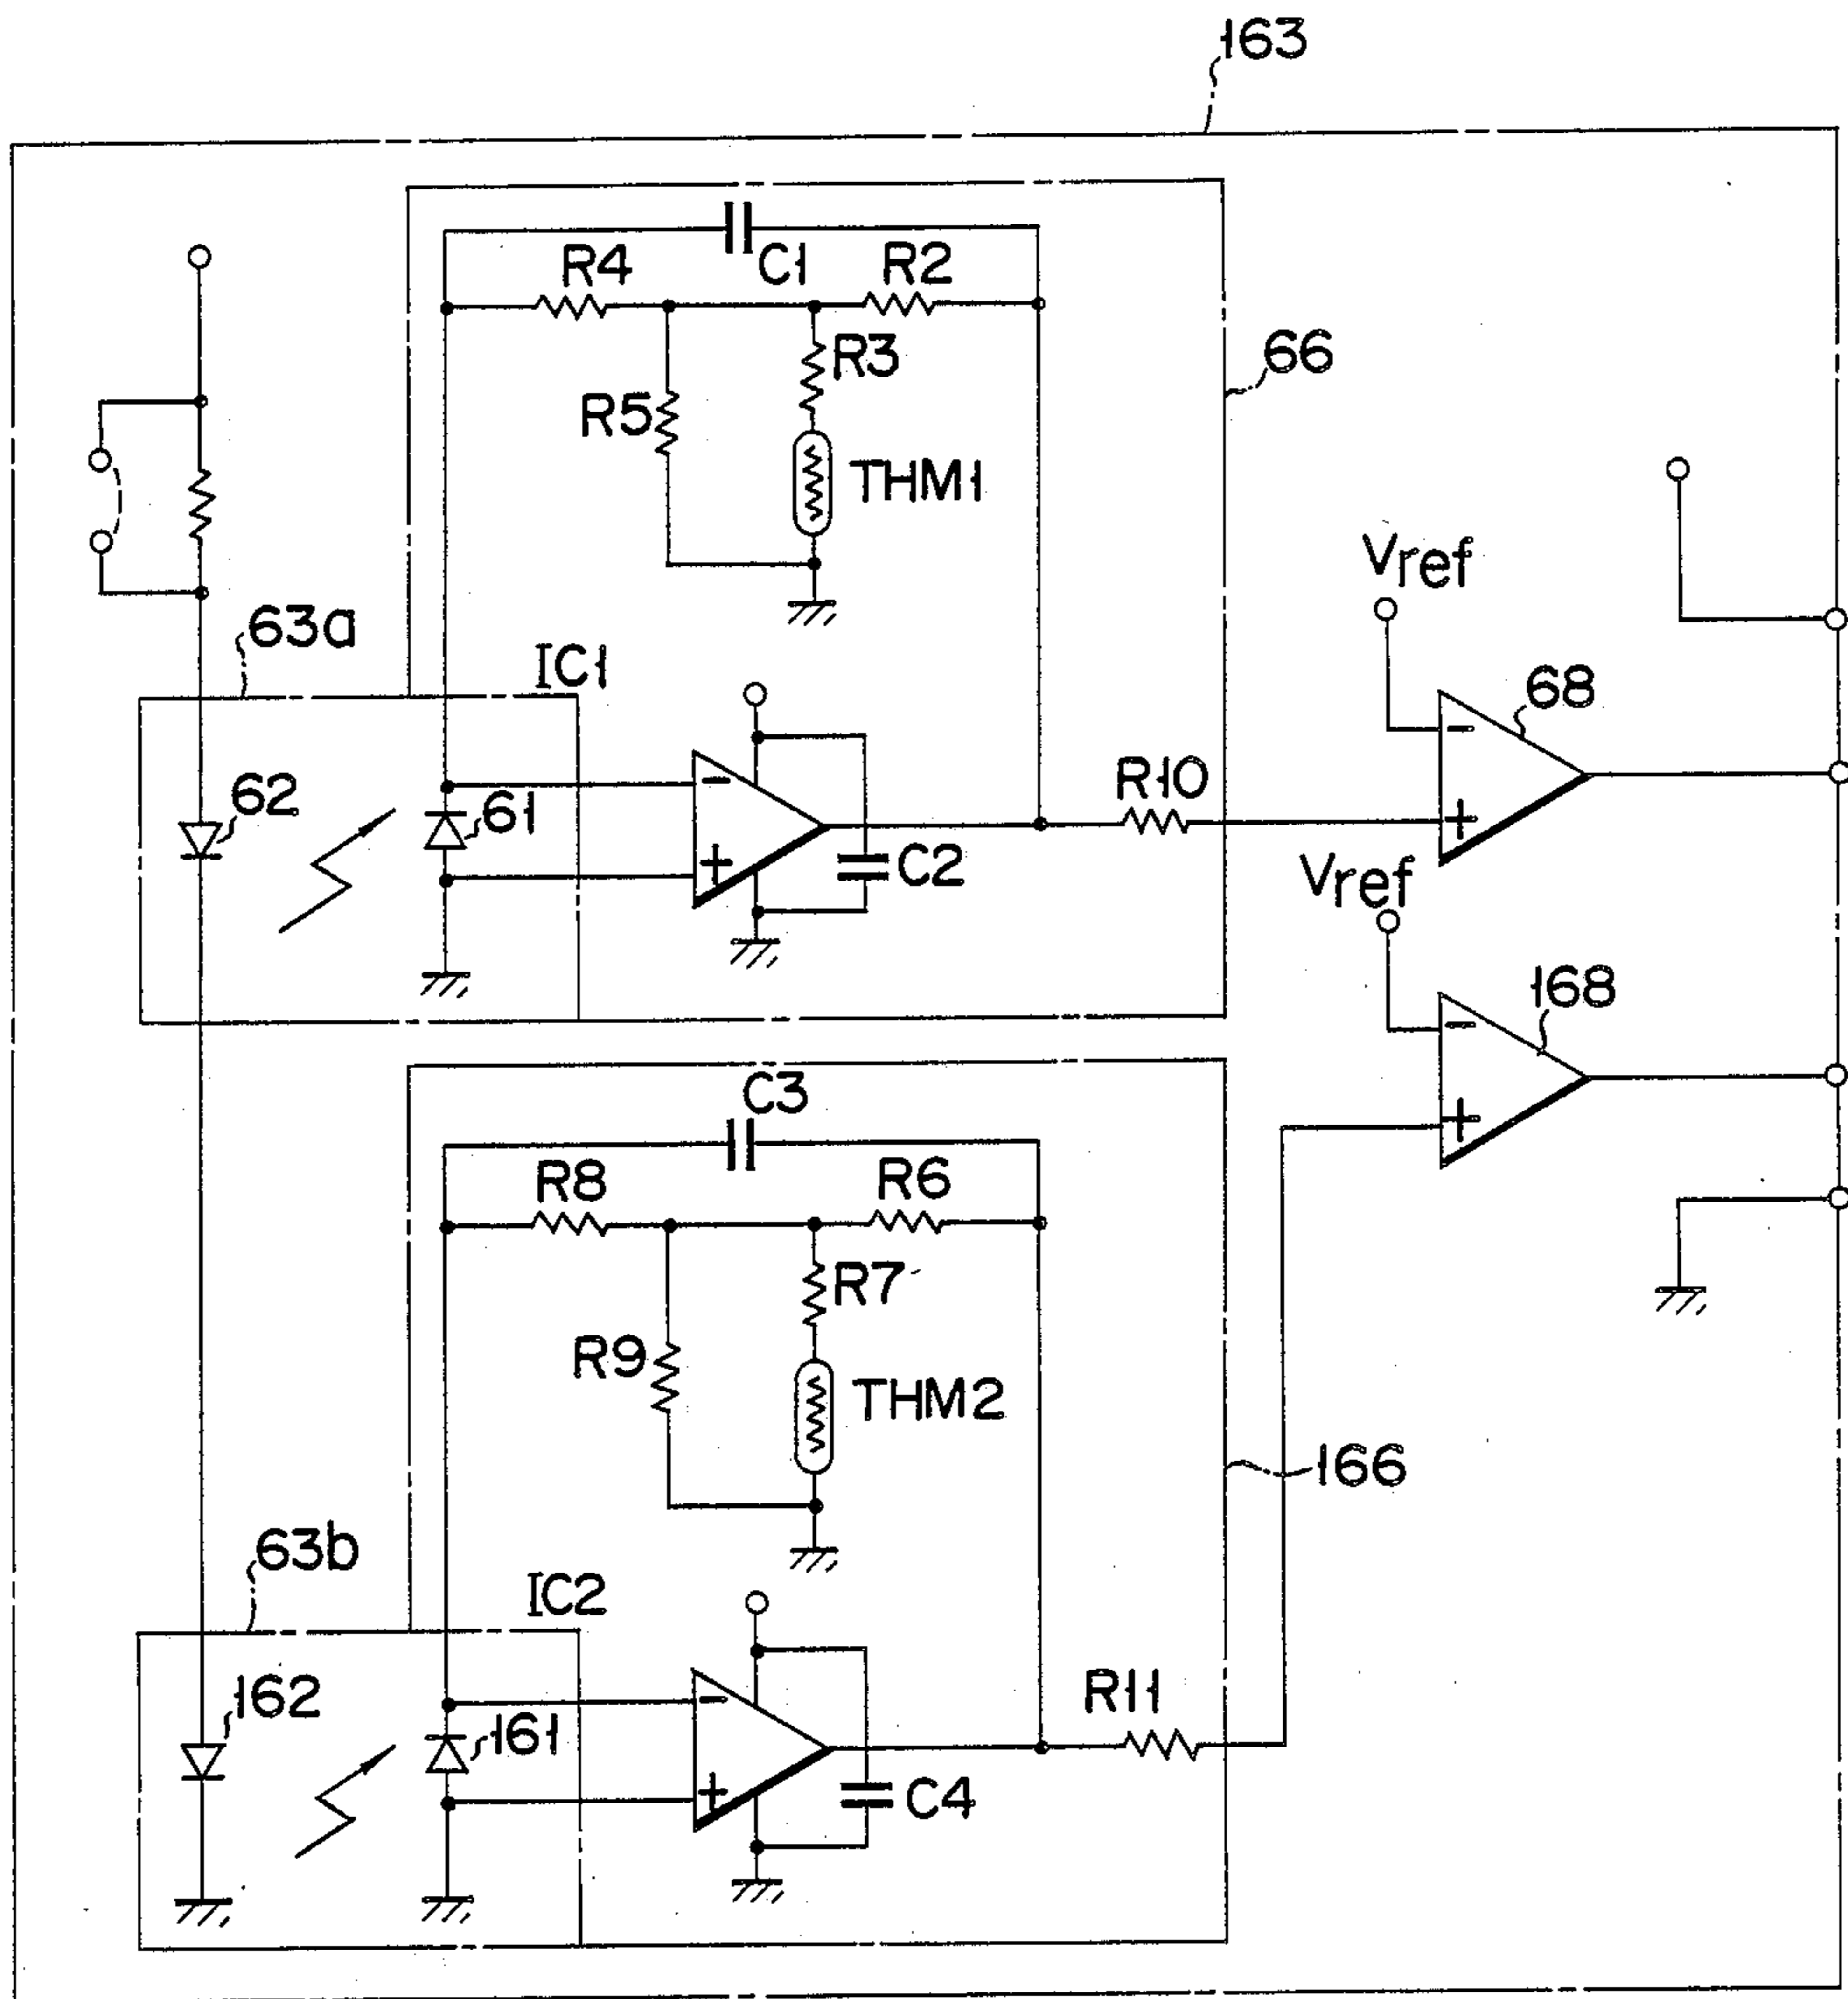 163
C1
R4
R2
R3
66
R5
THM1
Vref
63a
IC1
68
62
61
R10
C2
Vref
168
C3
R8
R6
R7
R9
THM2
166
63b
IC2
162
161
R11
C4